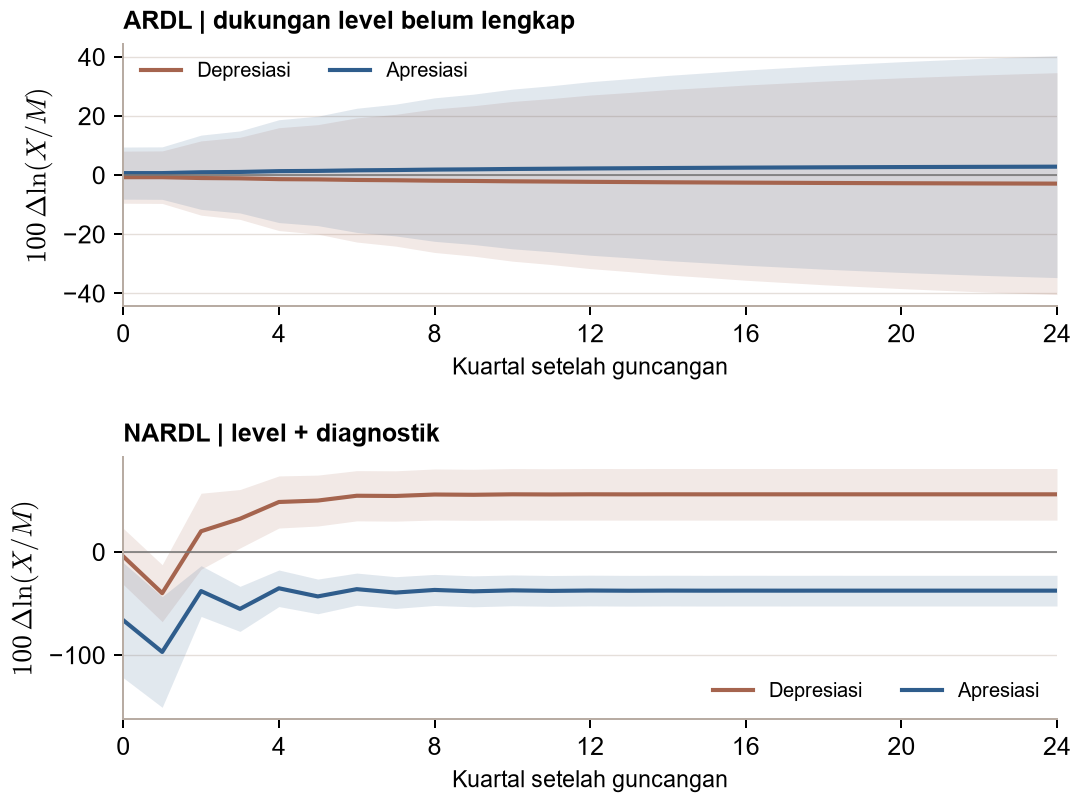 ARDL | dukungan level belum lengkap
Depresiasi Apresiasi
100 Δln(X/M)
40
20
0
−20
−40
0 4 8 12 16 20 24
Kuartal setelah guncangan
NARDL | level + diagnostik
100 Δln(X/M)
0
−100
Depresiasi Apresiasi
0 4 8 12 16 20 24
Kuartal setelah guncangan